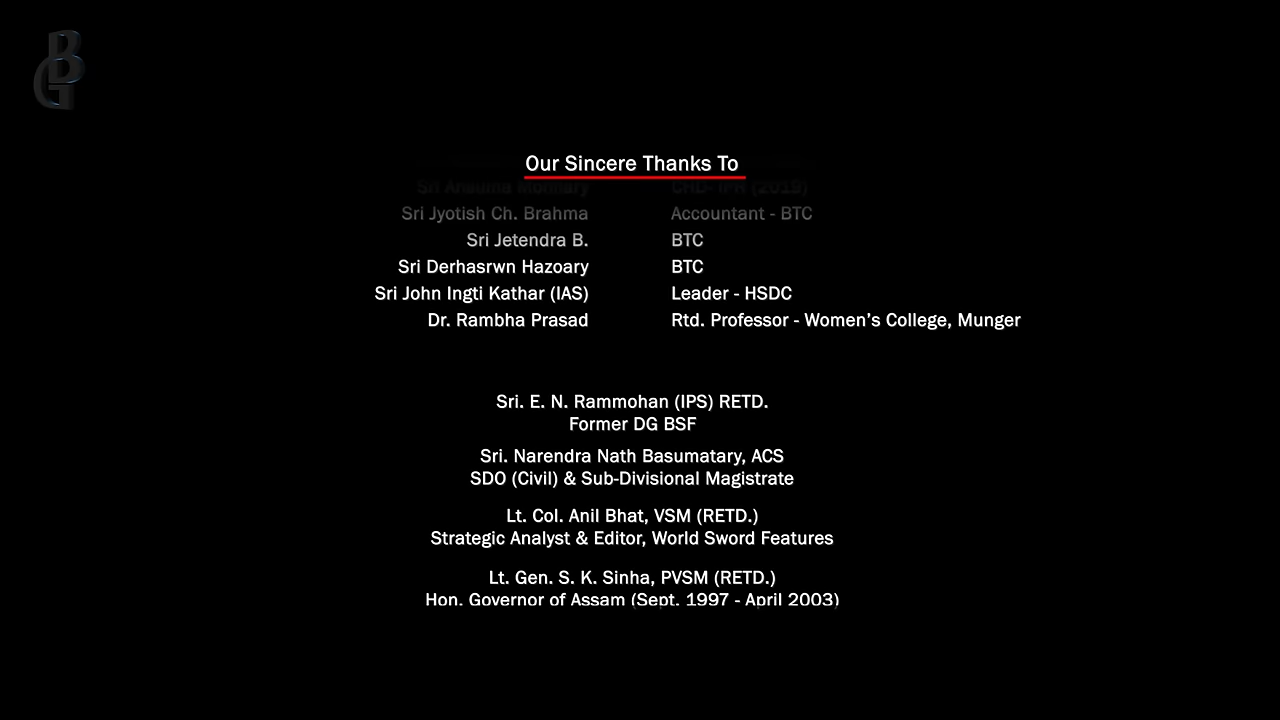 BG
Our Sincere Thanks To
Sri Jyotish Ch. Brahma Accountant - BTC
Sri Jetendra B. BTC
Sri Derhasrwn Hazoary BTC
Sri John Ingti Kathar (IAS) Leader - HSDC
Dr. Rambha Prasad Rtd. Professor - Women's College, Munger
Sri. E. N. Rammohan (IPS) RETD.
Former DG BSF
Sri. Narendra Nath Basumatary, ACS
SDO (Civil) & Sub-Divisional Magistrate
Lt. Col. Anil Bhat, VSM (RETD.)
Strategic Analyst & Editor, World Sword Features
Lt. Gen. S. K. Sinha, PVSM (RETD.)
Hon. Governor of Assam (Sept. 1997 - April 2003)